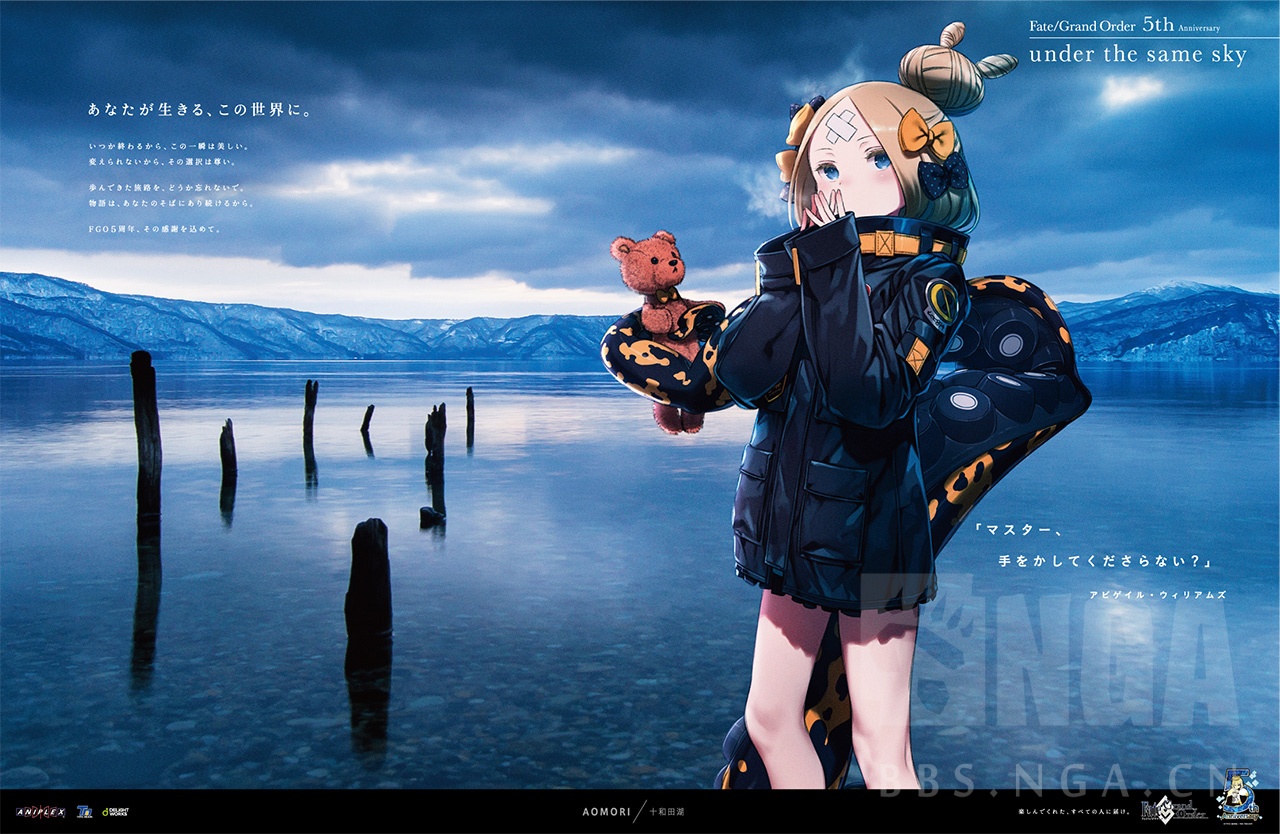 Fate/Grand Order 5th Anniversary
under the same sky
あなたが生きる、この世界に。
いつか終わるから、この一瞬は美しい。
変えられないから、その選択は尊い。
歩んできた旅路を、どうか忘れないで。
物語は、あなたのそばにあり続けるから。
FGO5周年、その感謝を込めて。
「マスター、
手をかしてくださらない?」
アビゲイル・ウィリアムズ
NGA
BBS.NGA.CN
ANIPLEX
DELIGHT WORKS
AOMORI / 十和田湖
楽しんでくれた、すべての人に届け。
Fate Grand Order
5th Anniversary